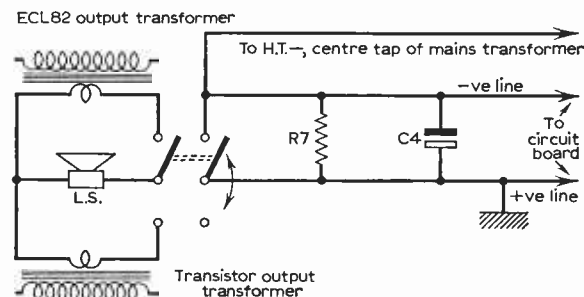 ECL82 output transformer
To H.T.-, centre tap of mains transformer
-ve line
R7
C4
To
circuit
board
L.S.
+ve line
Transistor output
transformer